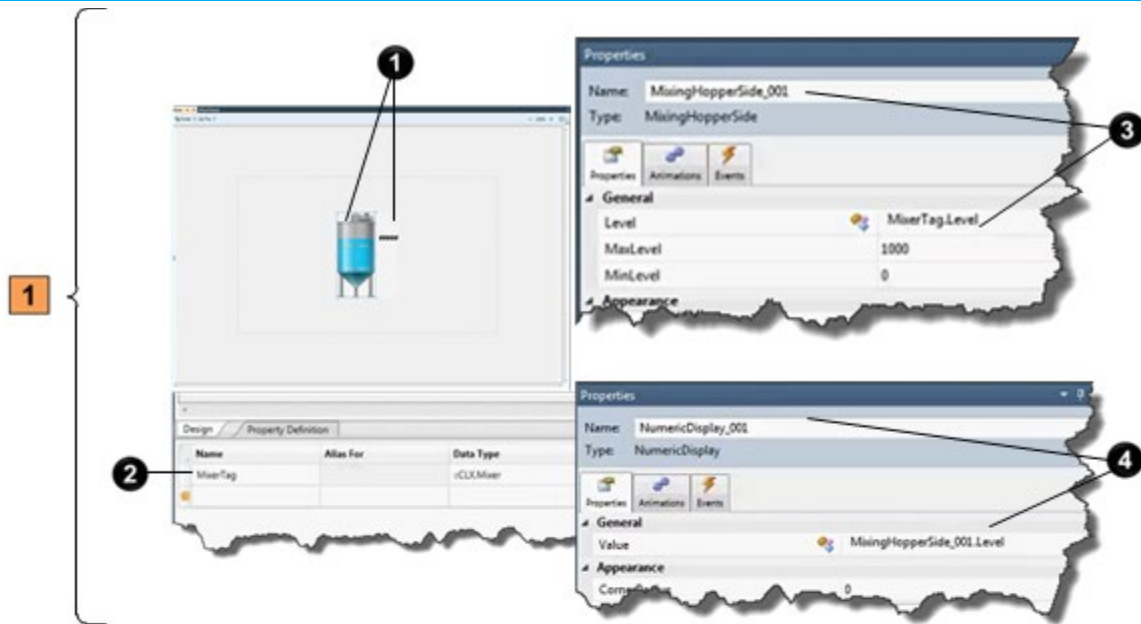 1
1
Properties
Name: MixingHopperSide_001
Type: MixingHopperSide
Properties Animations Events
General
Level MixerTag.Level
MaxLevel 1000
MinLevel 0
Appearance
3
Design Property Definition
Name Alias For Data Type
MixerTag :CLX.Mixer
2
Properties
Name: NumericDisplay_001
Type: NumericDisplay
Properties Animations Events
General
Value MixingHopperSide_001.Level
Appearance
0
4